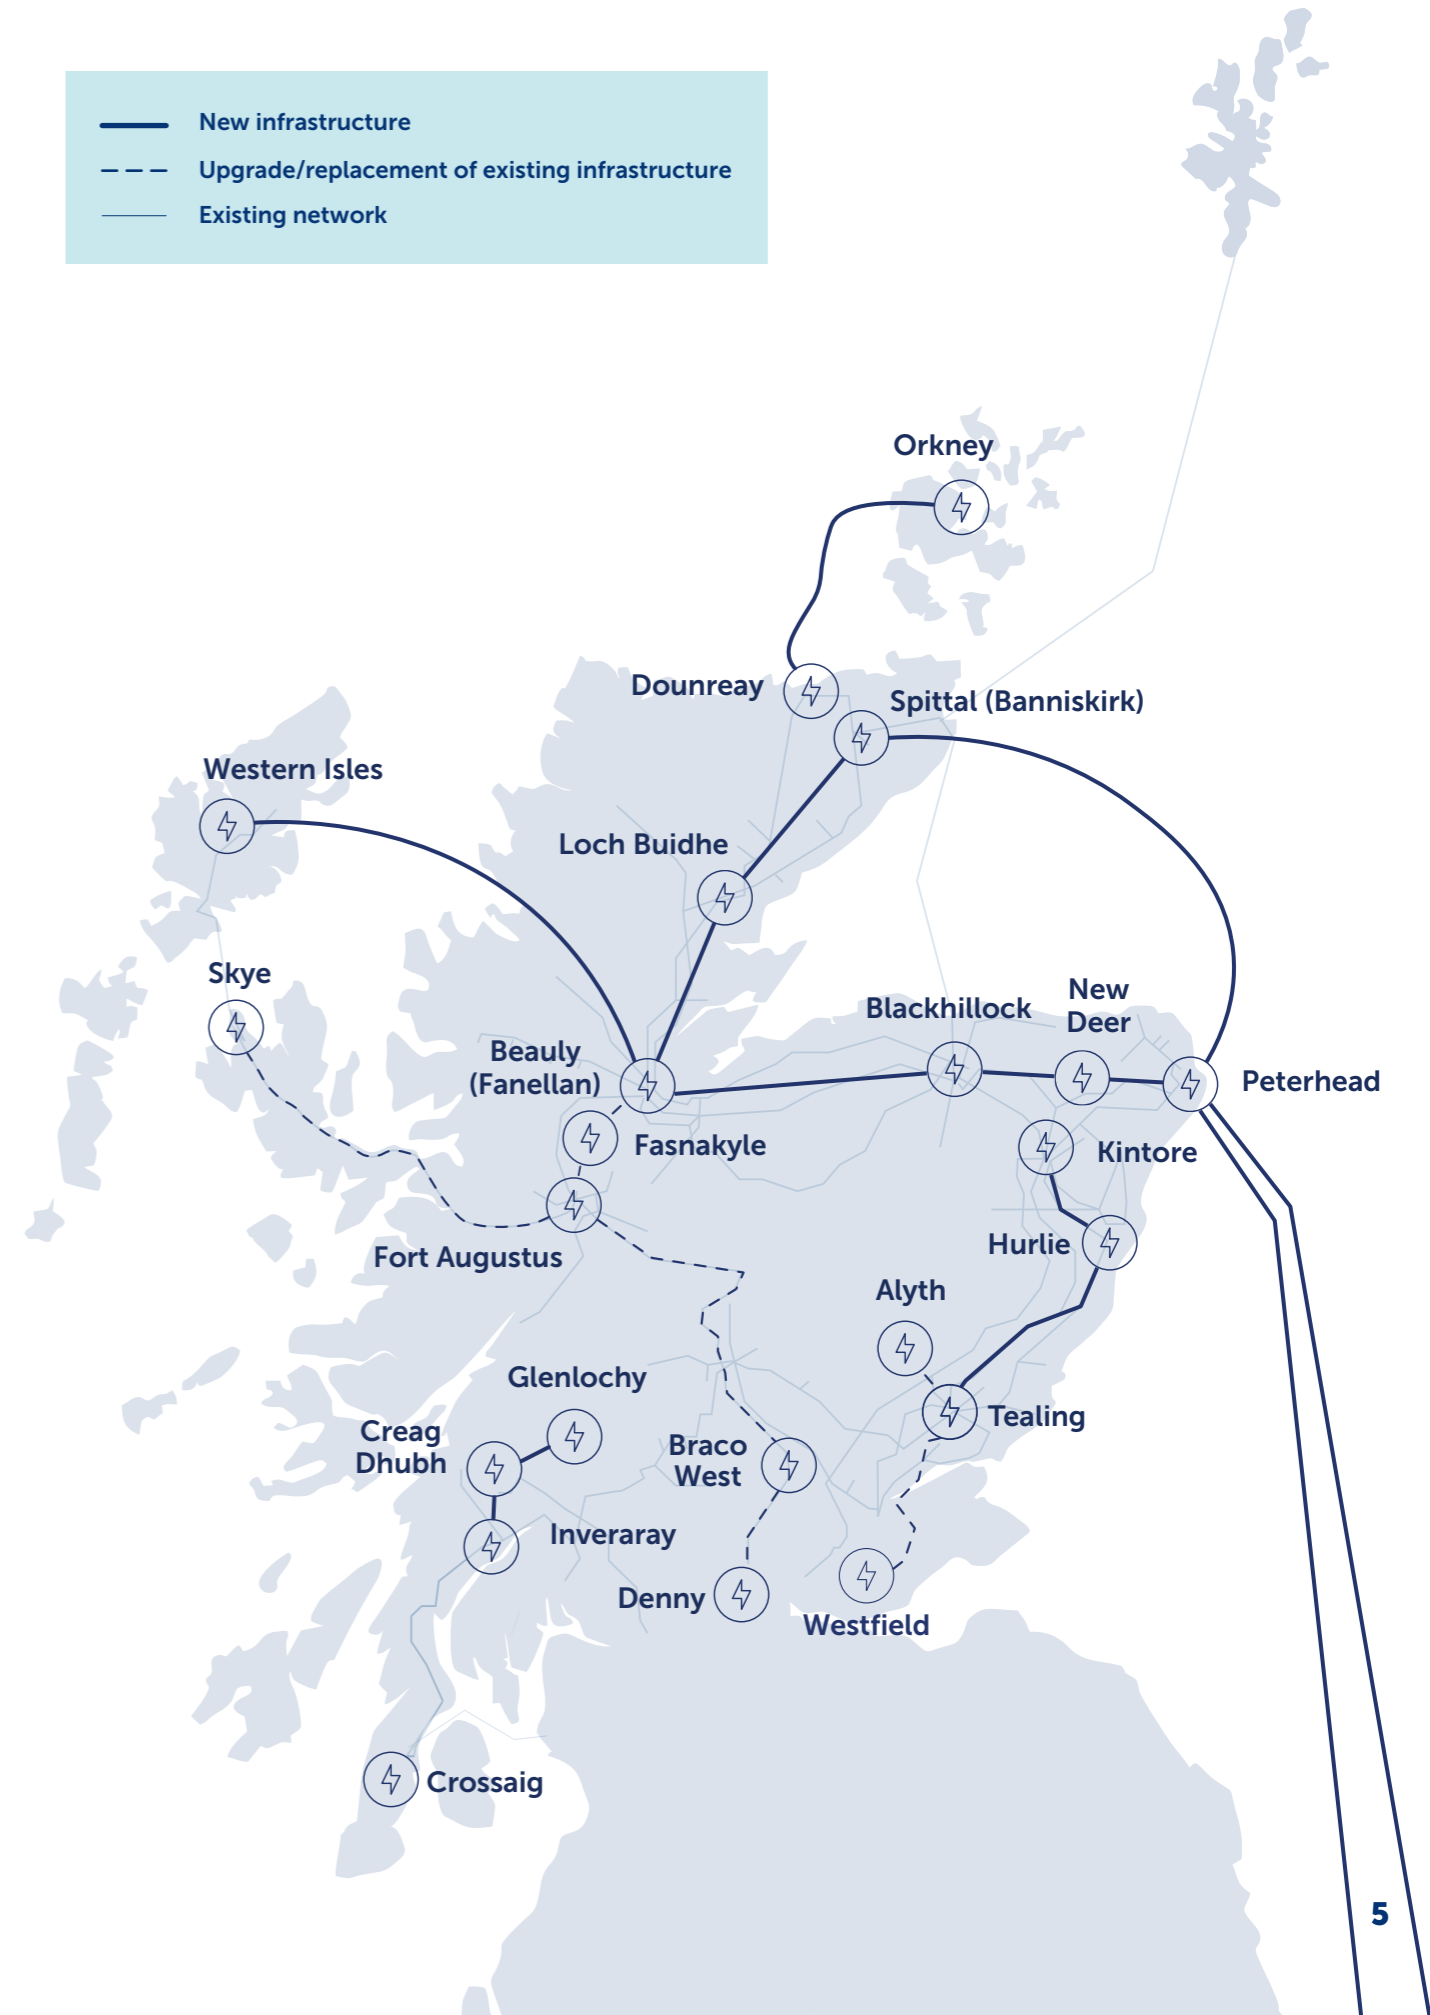 New infrastructure
Upgrade/replacement of existing infrastructure
Existing network
Orkney
Dounreay
Spittal (Banniskirk)
Western Isles
Loch Buidhe
Skye
Blackhillock
New
Deer
Beauly
(Fanellan)
Peterhead
Fasnakyle
Kintore
Hurlie
Fort Augustus
Alyth
Glenlochy
Creag
Dhubh
Tealing
Braco
West
Inveraray
Denny
Westfield
Crossaig
5